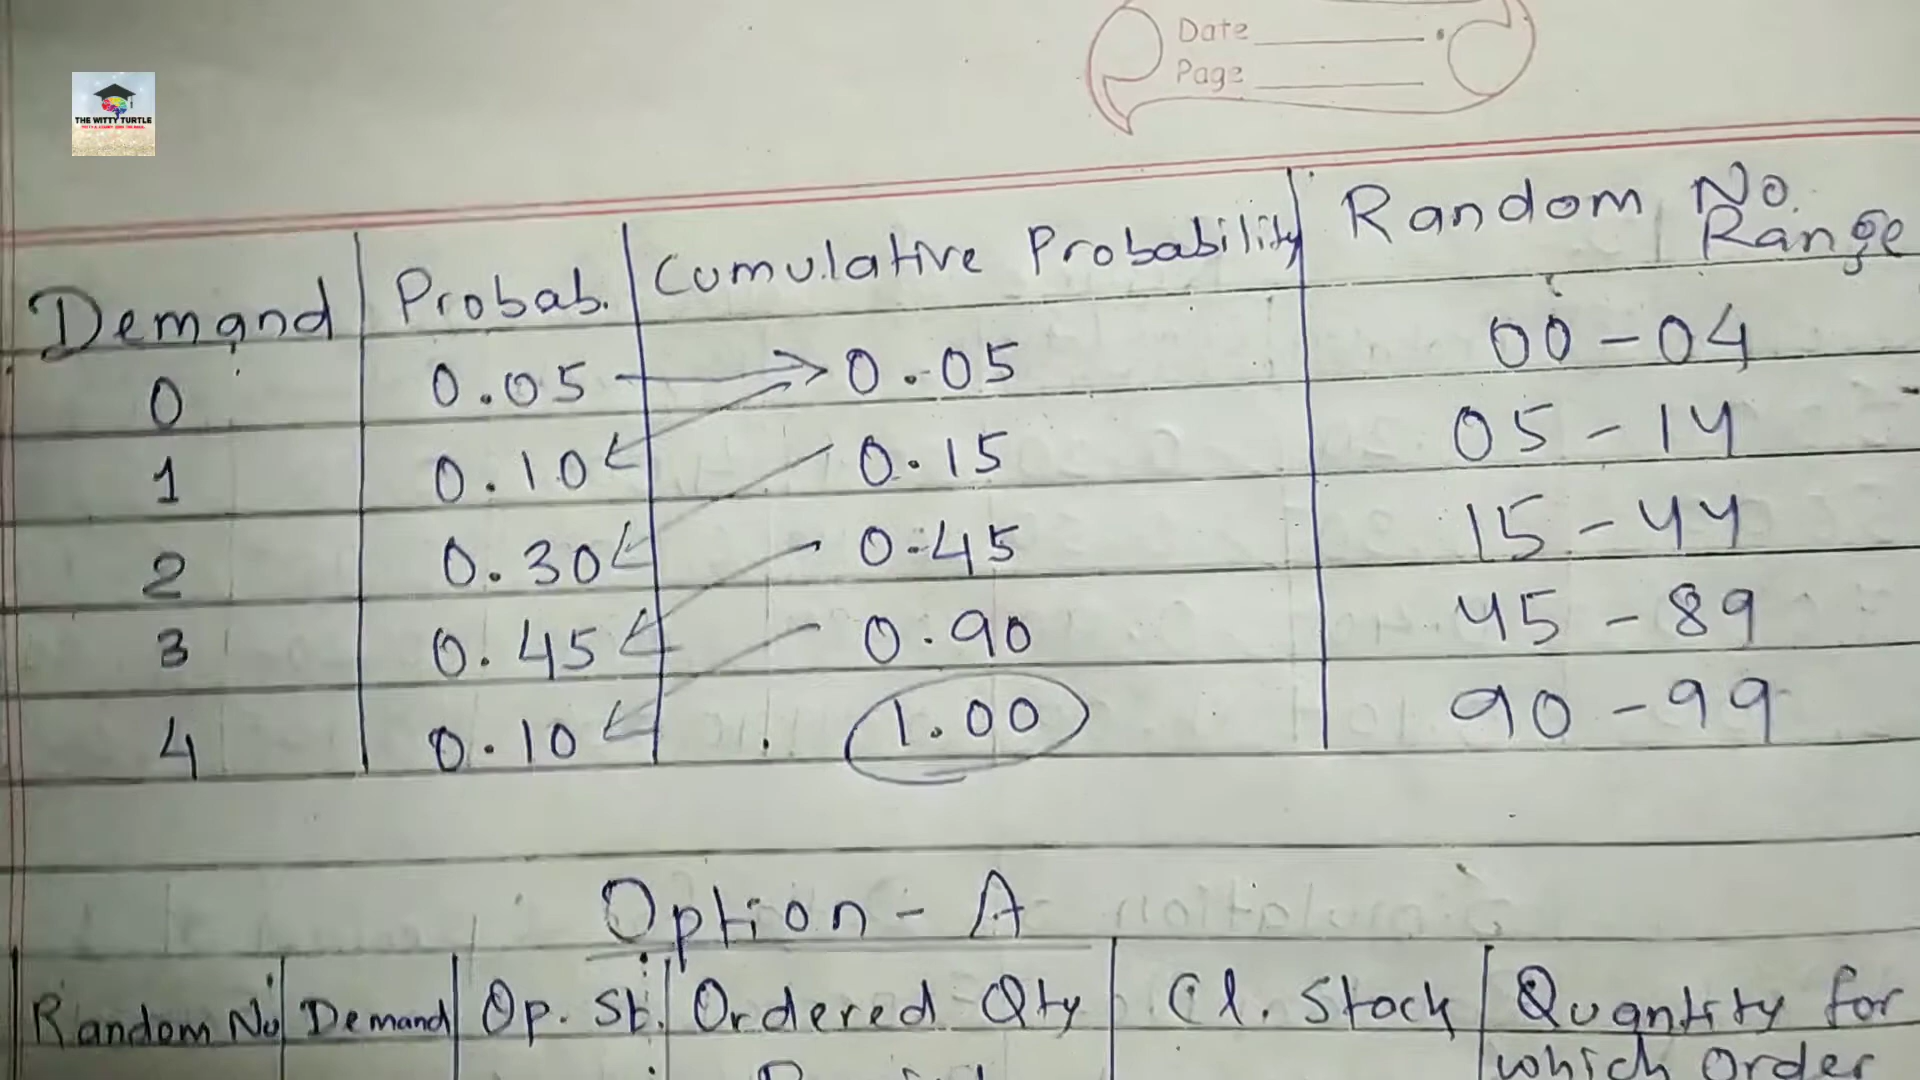 Date
Page
THE WITTY TURTLE
Demand | Probab. | Cumulative Probability | Random No. Range
0 | 0.05 | 0.05 | 00 - 04
1 | 0.10 | 0.15 | 05 - 14
2 | 0.30 | 0.45 | 15 - 44
3 | 0.45 | 0.90 | 45 - 89
4 | 0.10 | 1.00 | 90 - 99
Option - A
Random No | Demand | Op. St. | Ordered Qty | Cl. Stock | Quantity for
which Order